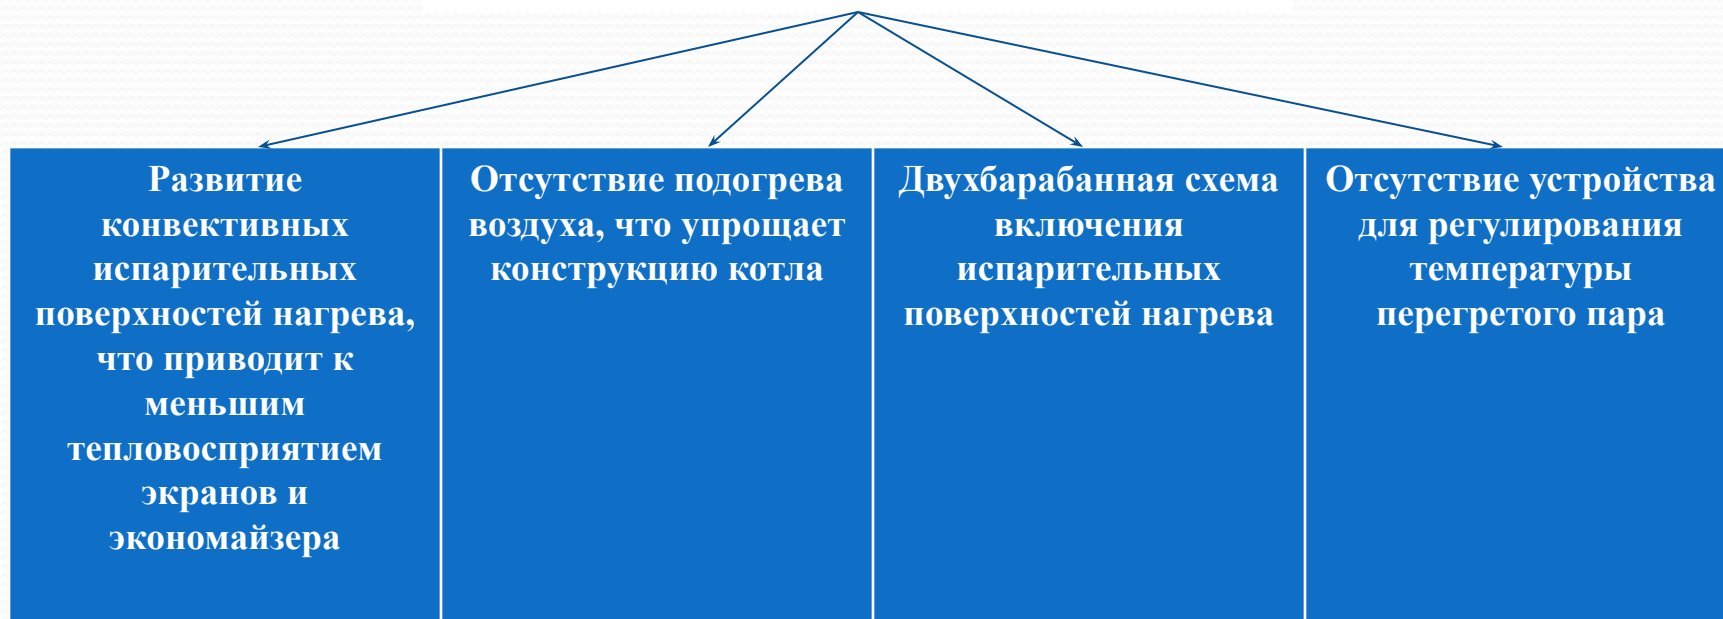 Развитие
конвективных
испарительных
поверхностей нагрева,
что приводит к
меньшим
тепловосприятием
экранов и
экономайзера
Отсутствие подогрева
воздуха, что упрощает
конструкцию котла
Двухбарабанная схема
включения
испарительных
поверхностей нагрева
Отсутствие устройства
для регулирования
температуры
перегретого пара